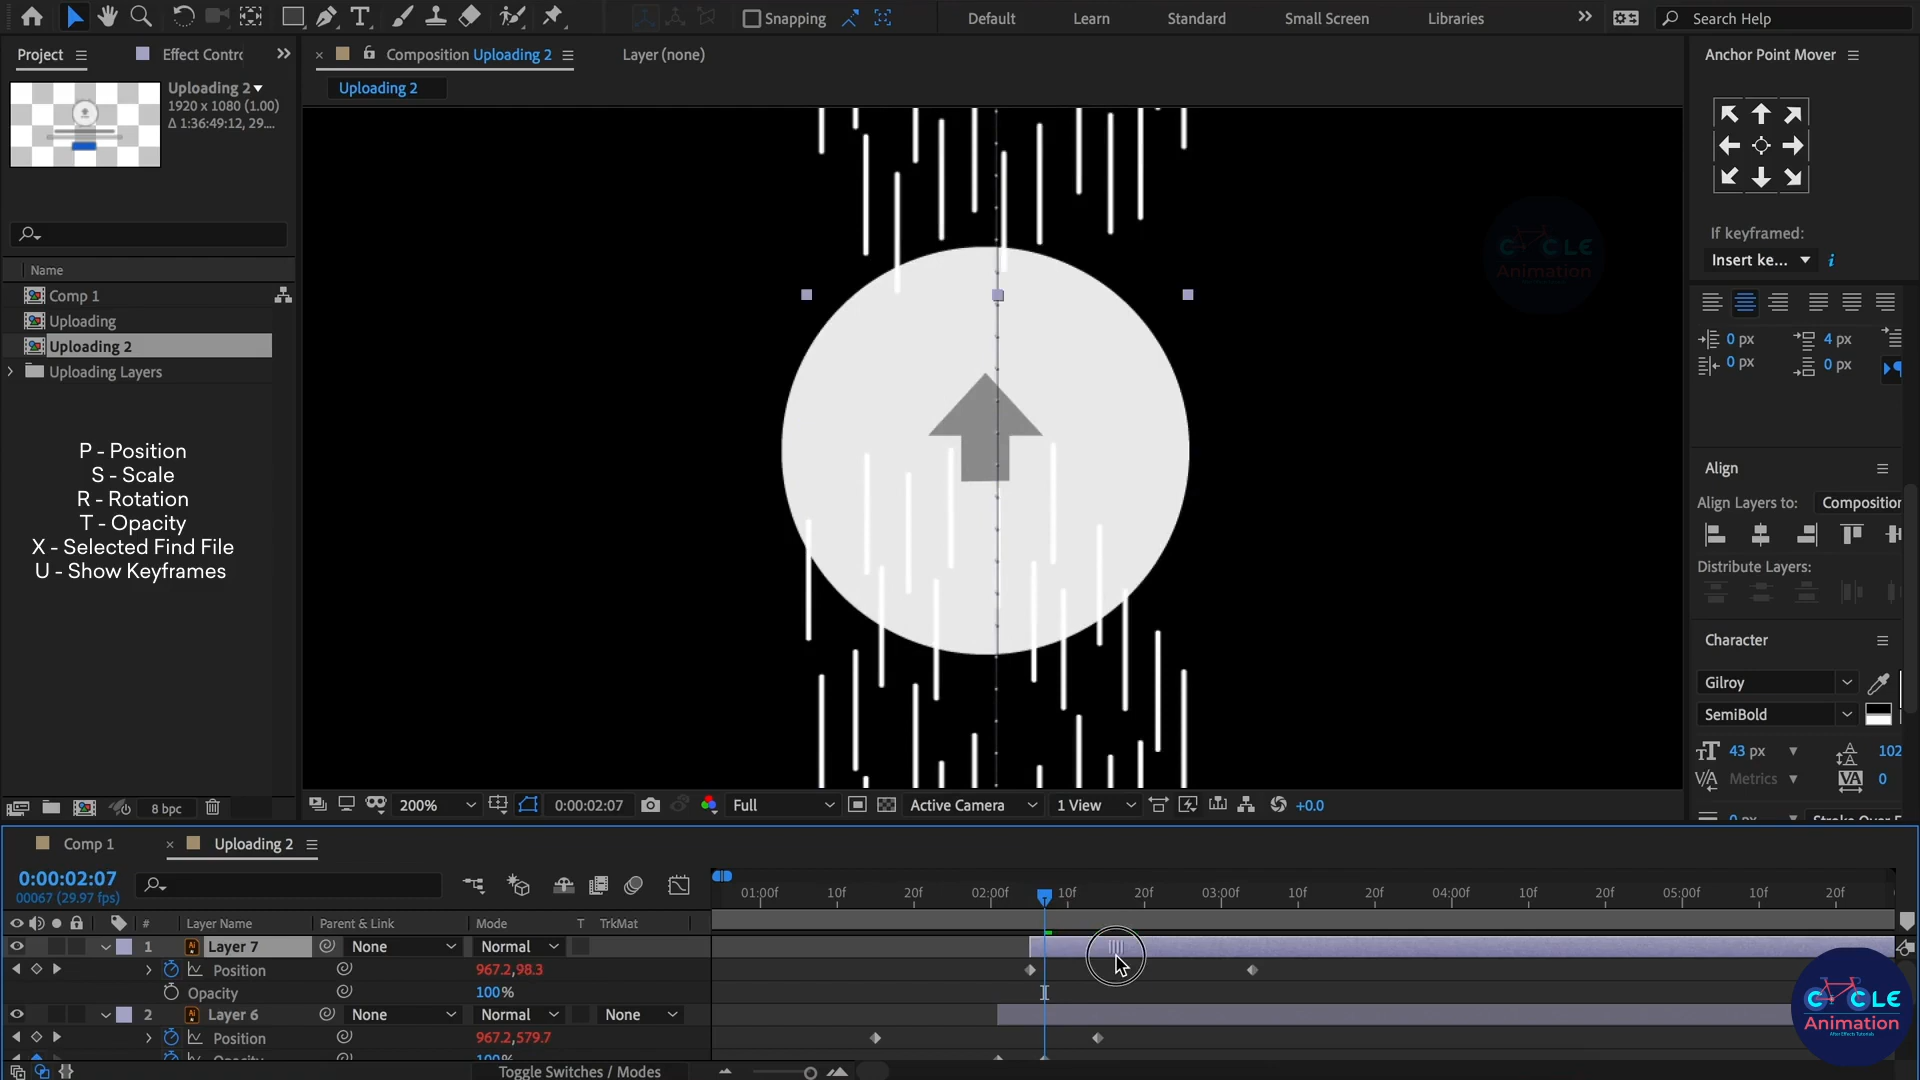 Snapping
Default
Learn
Standard
Small Screen
Libraries
Search Help
Project
Effect Contro
Composition Uploading 2
Layer (none)
Anchor Point Mover
Uploading 2
1920 x 1080 (1.00)
Δ 1:36:49:12, 29....
Uploading 2
If keyframed:
Insert ke...
Name
Comp 1
Uploading
Uploading 2
Uploading Layers
P - Position
S - Scale
R - Rotation
T - Opacity
X - Selected Find File
U - Show Keyframes
CYCLE
Animation
0 px
4 px
0 px
0 px
Align
Align Layers to:
Composition
Distribute Layers:
Character
Gilroy
SemiBold
43 px
102
Metrics
0
8 bpc
200%
0:00:02:07
Full
Active Camera
1 View
+0.0
Comp 1
Uploading 2
0:00:02:07
00067 (29.97 fps)
01:00f
10f
20f
02:00f
10f
20f
03:00f
10f
20f
04:00f
10f
20f
05:00f
10f
20f
#
Layer Name
Parent & Link
Mode
T
TrkMat
1
Layer 7
None
Normal
Position
967.2,98.3
Opacity
100%
2
Layer 6
None
Normal
None
Position
967.2,579.7
100%
Toggle Switches / Modes
CYCLE
Animation
After Effects Tutorials